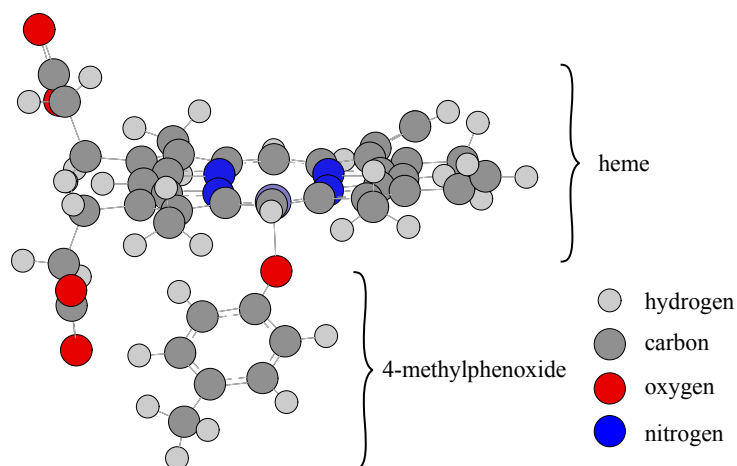 heme
hydrogen
carbon
4-methylphenoxide
oxygen
nitrogen